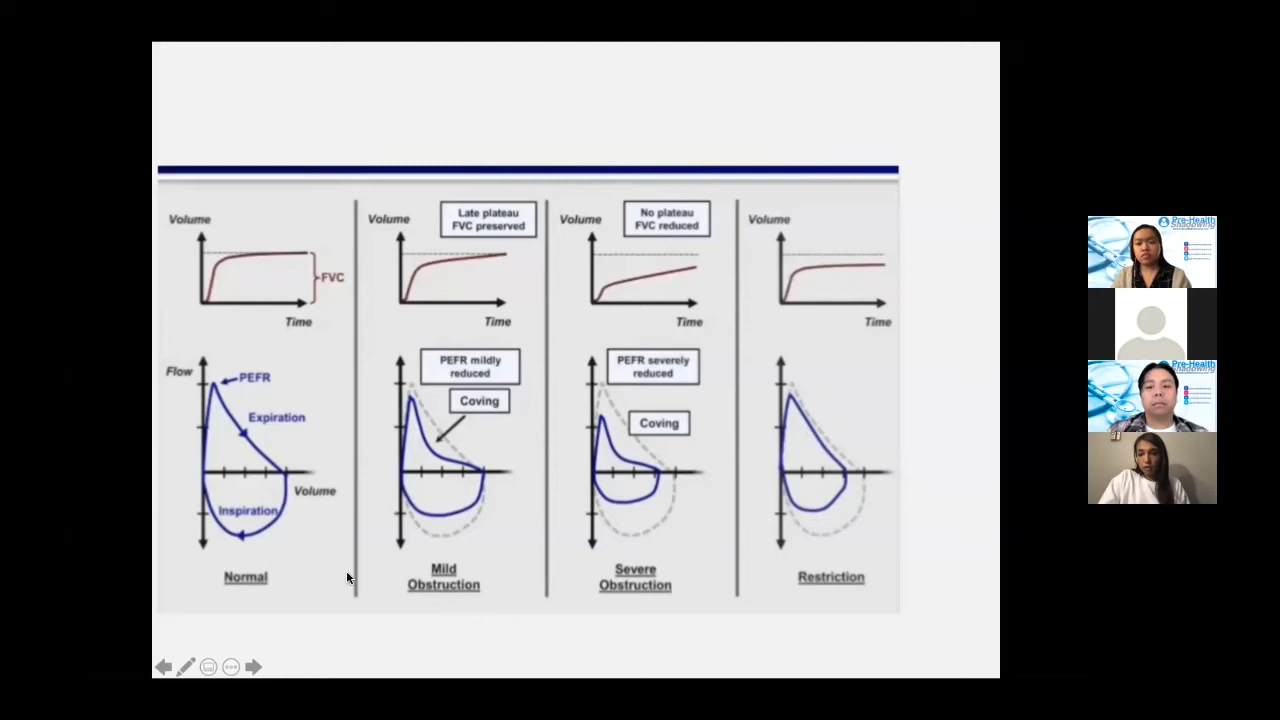 Volume
FVC
Time
Flow
PEFR
Expiration
Volume
Inspiration
Normal
Volume
Late plateau
FVC preserved
Time
PEFR mildly
reduced
Coving
Mild
Obstruction
Volume
No plateau
FVC reduced
Time
PEFR severely
reduced
Coving
Severe
Obstruction
Volume
Time
Restriction
Pre-Health
Shadowing
Pre-Health
Shadowing